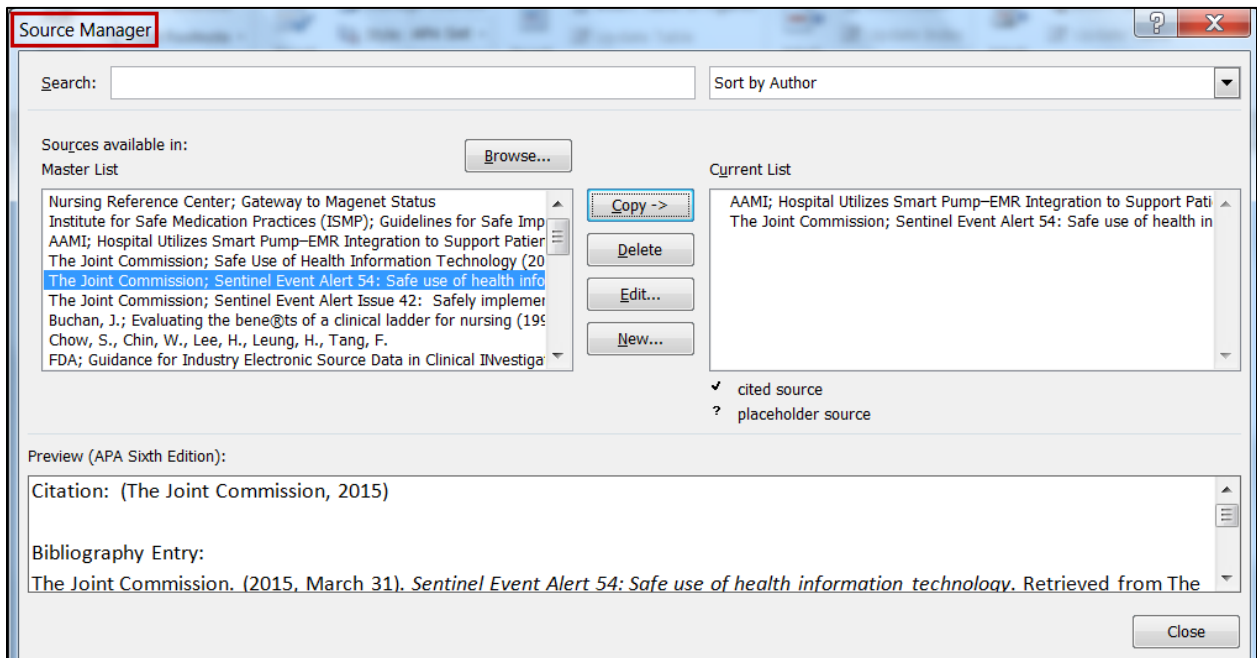 Source Manager
Search:
Sort by Author
Sources available in:
Master List
Browse...
Current List
Nursing Reference Center; Gateway to Magenet Status
Institute for Safe Medication Practices (ISMP); Guidelines for Safe Imp
AAMI; Hospital Utilizes Smart Pump–EMR Integration to Support Patier
The Joint Commission; Safe Use of Health Information Technology (20
The Joint Commission; Sentinel Event Alert 54: Safe use of health info
The Joint Commission; Sentinel Event Alert Issue 42:  Safely implemer
Buchan, J.; Evaluating the bene®ts of a clinical ladder for nursing (199
Chow, S., Chin, W., Lee, H., Leung, H., Tang, F.
FDA; Guidance for Industry Electronic Source Data in Clinical INvestiga
Copy ->
Delete
Edit...
New...
AAMI; Hospital Utilizes Smart Pump–EMR Integration to Support Pati
The Joint Commission; Sentinel Event Alert 54: Safe use of health in
✓ cited source
? placeholder source
Preview (APA Sixth Edition):
Citation:  (The Joint Commission, 2015)
Bibliography Entry:
The Joint Commission. (2015, March 31). Sentinel Event Alert 54: Safe use of health information technology. Retrieved from The
Close